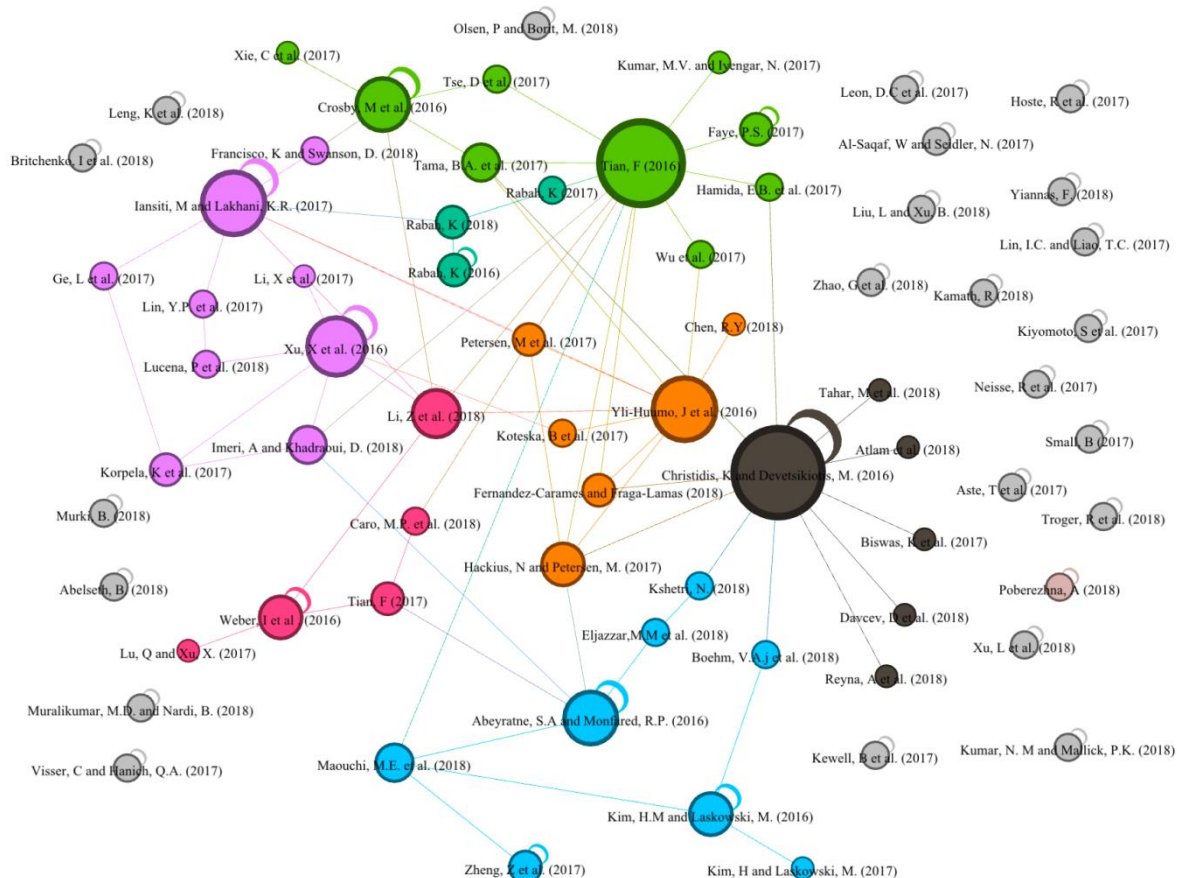 Olsen, P and Borit, M. (2018)
Xie, C et al. (2017)
Kumar, M.V. and Iyengar, N. (2017)
Tse, D et al. (2017)
Leon, D.C et al. (2017)
Hoste, R et al. (2017)
Crosby, M et al. (2016)
Leng, K et al. (2018)
Faye, P.S. (2017)
Al-Saqaf, W and Seidler, N. (2017)
Francisco, K and Swanson, D. (2018)
Britchenko, I et al. (2018)
Tama, B.A. et al. (2017)
Tian, F (2016)
Rabah, K (2017)
Hamida, E.B. et al. (2017)
Yiannas, F. (2018)
Iansiti, M and Lakhani, K.R. (2017)
Liu, L and Xu, B. (2018)
Rabah, K (2018)
Lin, I.C. and Liao, T.C. (2017)
Wu et al. (2017)
Rabah, K (2016)
Ge, L et al. (2017)
Li, X et al. (2017)
Zhao, G et al. (2018)
Kamath, R (2018)
Lin, Y.P. et al. (2017)
Chen, R.Y (2018)
Kiyomoto, S et al. (2017)
Petersen, M et al. (2017)
Xu, X et al. (2016)
Lucena, P et al. (2018)
Tahar, M et al. (2018)
Neisse, R et al. (2017)
Li, Z et al. (2018)
Yli-Huumo, J et al. (2016)
Koteska, B et al. (2017)
Imeri, A and Khadraoui, D. (2018)
Atlam et al. (2018)
Small, B (2017)
Korpela, K et al. (2017)
Christidis, K and Devetsikiotis, M. (2016)
Fernandez-Carames and Fraga-Lamas (2018)
Aste, T et al. (2017)
Murki, B. (2018)
Caro, M.P. et al. (2018)
Troger, R et al. (2018)
Biswas, K et al. (2017)
Hackius, N and Petersen, M. (2017)
Abelseth, B (2018)
Kshetri, N. (2018)
Poberezhna, A (2018)
Tian, F (2017)
Weber, I et al (2016)
Davcev, D et al. (2018)
Eljazzar,M.M et al. (2018)
Xu, L et al. (2018)
Lu, Q and Xu, X. (2017)
Boehm, V.A.j et al. (2018)
Reyna, A et al. (2018)
Muralikumar, M.D. and Nardi, B. (2018)
Abeyratne, S.A and Monfared, R.P. (2016)
Kumar, N. M and Mallick, P.K. (2018)
Kewell, B et al. (2017)
Maouchi, M.E. et al. (2018)
Visser, C and Hanich, Q.A. (2017)
Kim, H.M and Laskowski, M. (2016)
Zheng, Z et al. (2017)
Kim, H and Laskowski, M. (2017)